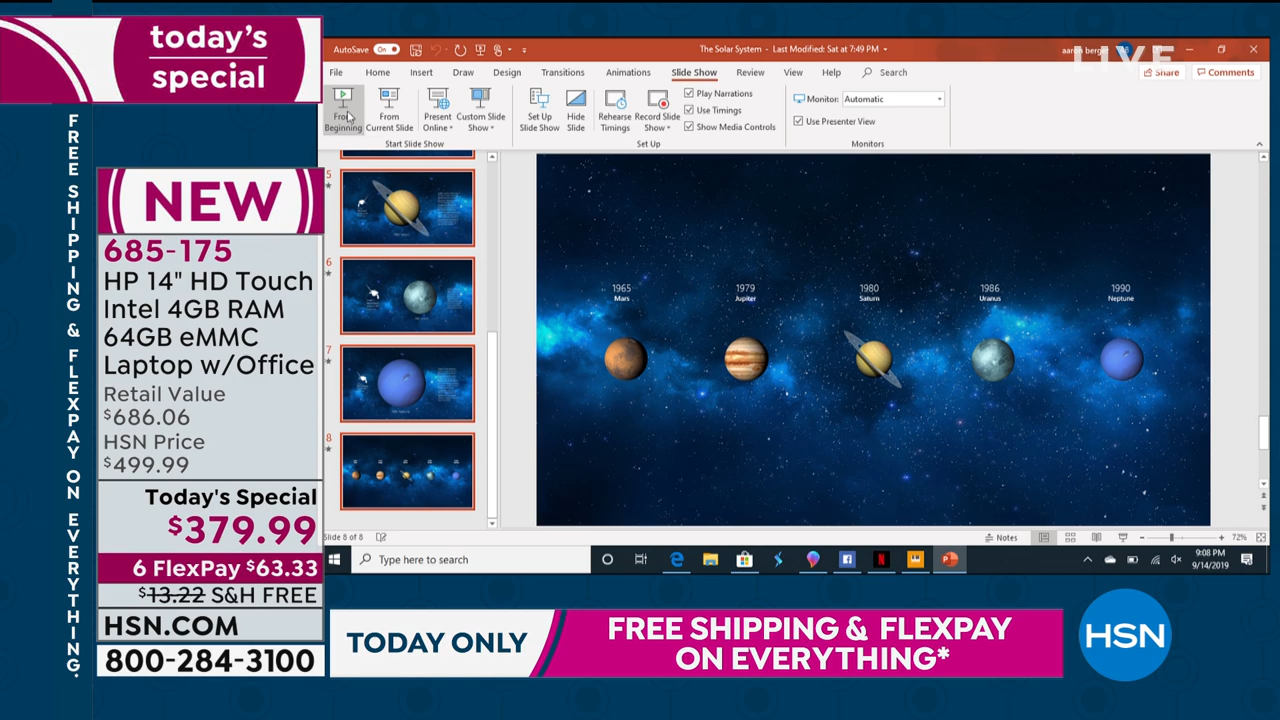 today's
special
FREE SHIPPING & FLEXPAY ON EVERYTHING.
NEW
685-175
HP 14" HD Touch
Intel 4GB RAM
64GB eMMC
Laptop w/Office
Retail Value
$686.06
HSN Price
$499.99
Today's Special
$379.99
6 FlexPay $63.33
$13.22 S&H FREE
HSN.COM
800-284-3100
AutoSave On
The Solar System - Last Modified: Sat at 7:49 PM
LIVE
File Home Insert Draw Design Transitions Animations Slide Show Review View Help Search
Share Comments
From Beginning
From Current Slide
Present Online
Custom Slide Show
Start Slide Show
Set Up Slide Show
Hide Slide
Rehearse Timings
Record Slide Show
Play Narrations
Use Timings
Show Media Controls
Set Up
Monitor: Automatic
Use Presenter View
Monitors
5
6
7
8
1965
Mars
1979
Jupiter
1980
Saturn
1986
Uranus
1990
Neptune
Slide 8 of 8
Notes
72%
Type here to search
9:08 PM
9/14/2019
TODAY ONLY
FREE SHIPPING & FLEXPAY
ON EVERYTHING*
HSN